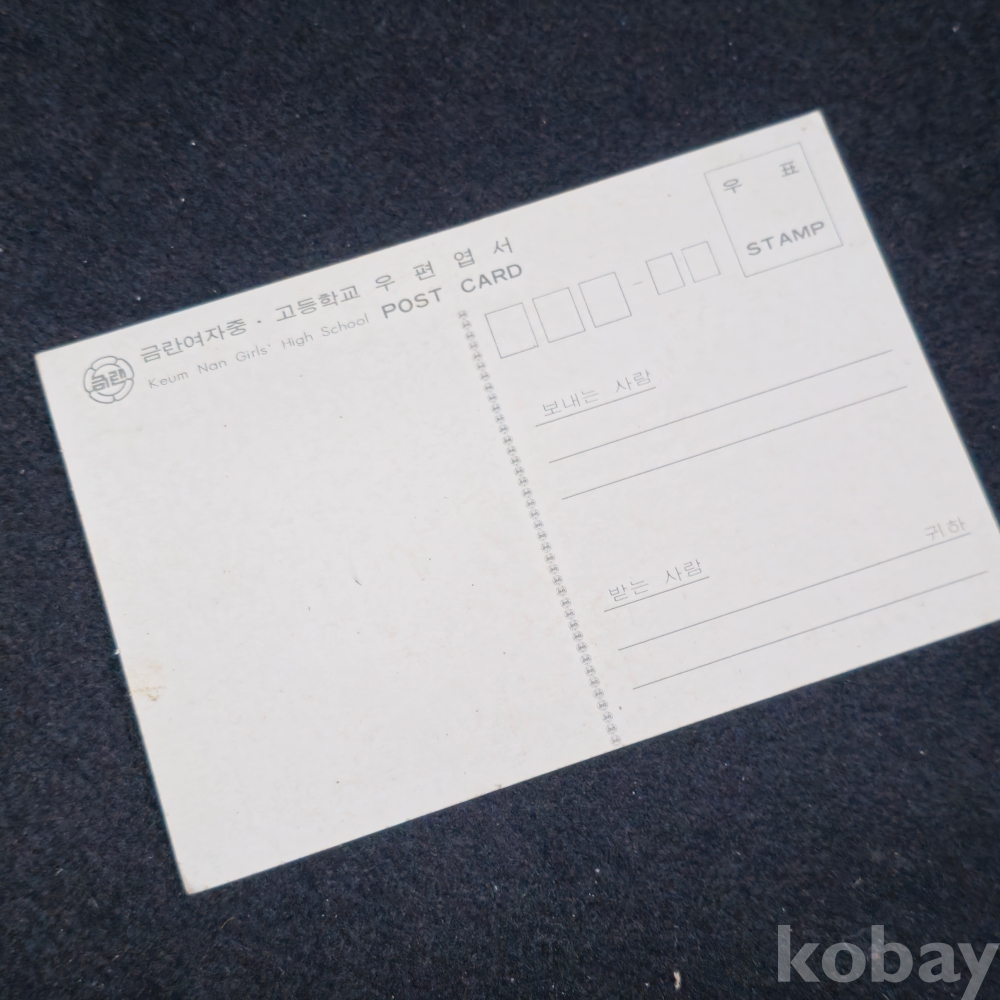 금란
금란여자중 · 고등학교 우 편 엽 서
Keum Nan Girls' High School POST CARD
우 표
STAMP
보내는 사람
귀하
받는 사람
kobay